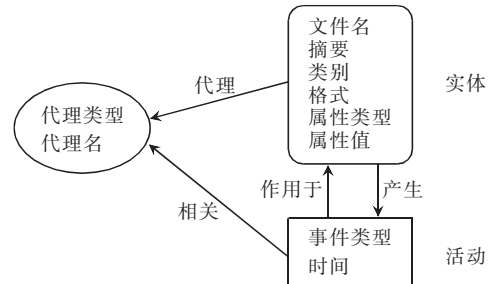 文件名
摘要
类别
格式
属性类型
属性值
实体
代理
代理类型
代理名
作用于
产生
相关
事件类型
时间
活动